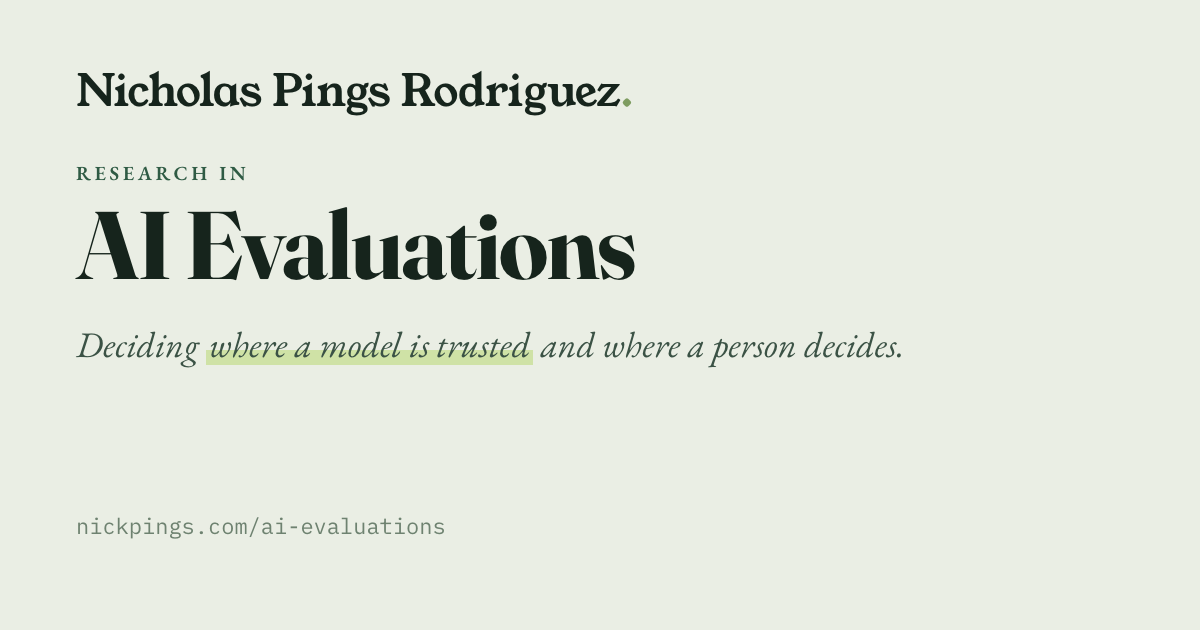 Nicholas Pings Rodriguez.
RESEARCH IN
AI Evaluations
Deciding where a model is trusted and where a person decides.
nickpings.com/ai-evaluations